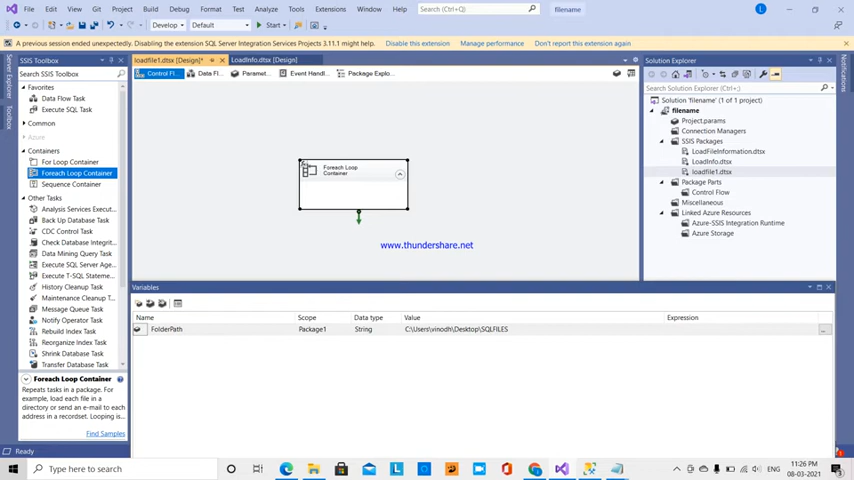 File Edit View Git Project Build Debug Format Test Analyze Tools Extensions Window Help Search (Ctrl+Q) filename L
Develop Default Start
A previous session ended unexpectedly. Disabling the extension SQL Server Integration Services Projects 3.11.1 might help. Disable this extension Manage performance Don't report this extension again
SSIS Toolbox
Search SSIS Toolbox
Favorites
Data Flow Task
Execute SQL Task
Common
Azure
Containers
For Loop Container
Foreach Loop Container
Sequence Container
Other Tasks
Analysis Services Execut...
Back Up Database Task
CDC Control Task
Check Database Integrit...
Data Mining Query Task
Execute SQL Server Age...
Execute T-SQL Statemen...
History Cleanup Task
Maintenance Cleanup T...
Message Queue Task
Notify Operator Task
Rebuild Index Task
Reorganize Index Task
Shrink Database Task
Transfer Database Task
Foreach Loop Container
Repeats tasks in a package. For
example, load each file in a
directory or send an e-mail to each
address in a recordset. Looping is...
Find Samples
Server Explorer
Toolbox
loadfile1.dtsx [Design]* LoadInfo.dtsx [Design]
Control Fl... Data Fl... Paramet... Event Handl... Package Explo...
Foreach Loop
Container
www.thundershare.net
Variables
Name Scope Data type Value Expression
FolderPath Package1 String C:\Users\vinodh\Desktop\SQLFILES ...
Solution Explorer
Search Solution Explorer (Ctrl+;)
Solution 'filename' (1 of 1 project)
filename
Project.params
Connection Managers
SSIS Packages
LoadFileInformation.dtsx
LoadInfo.dtsx
loadfile1.dtsx
Package Parts
Control Flow
Miscellaneous
Linked Azure Resources
Azure-SSIS Integration Runtime
Azure Storage
Notifications
Ready
Type here to search
ENG
11:26 PM
08-03-2021